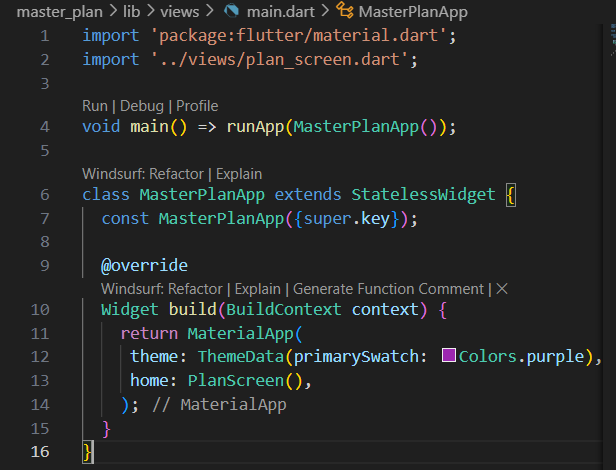 master_plan > lib > views > main.dart > MasterPlanApp
1 import 'package:flutter/material.dart';
2 import '../views/plan_screen.dart';
3
Run | Debug | Profile
4 void main() => runApp(MasterPlanApp());
5
Windsurf: Refactor | Explain
6 class MasterPlanApp extends StatelessWidget {
7   const MasterPlanApp({super.key});
8
9   @override
Windsurf: Refactor | Explain | Generate Function Comment | ×
10   Widget build(BuildContext context) {
11     return MaterialApp(
12      theme: ThemeData(primarySwatch: Colors.purple),
13      home: PlanScreen(),
14     ); // MaterialApp
15   }
16 }